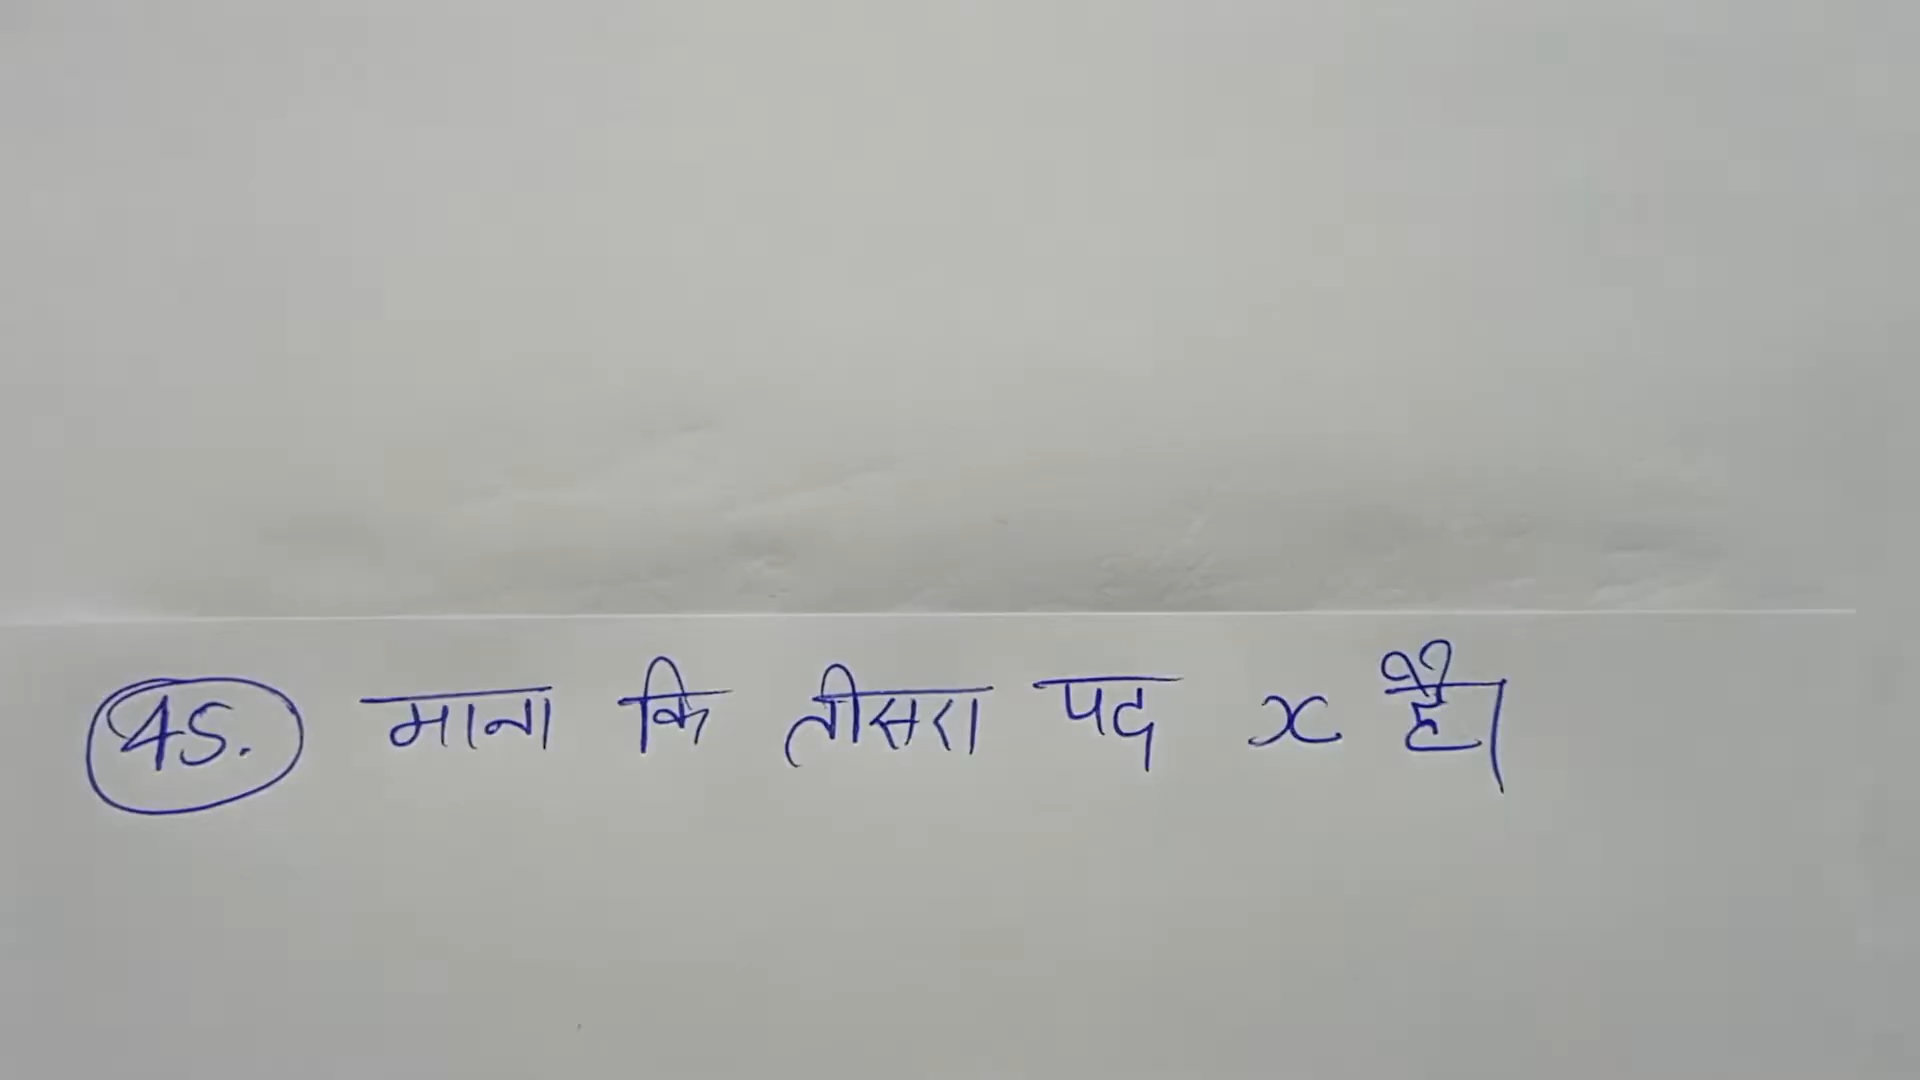 45. माना कि तीसरा पद x है।